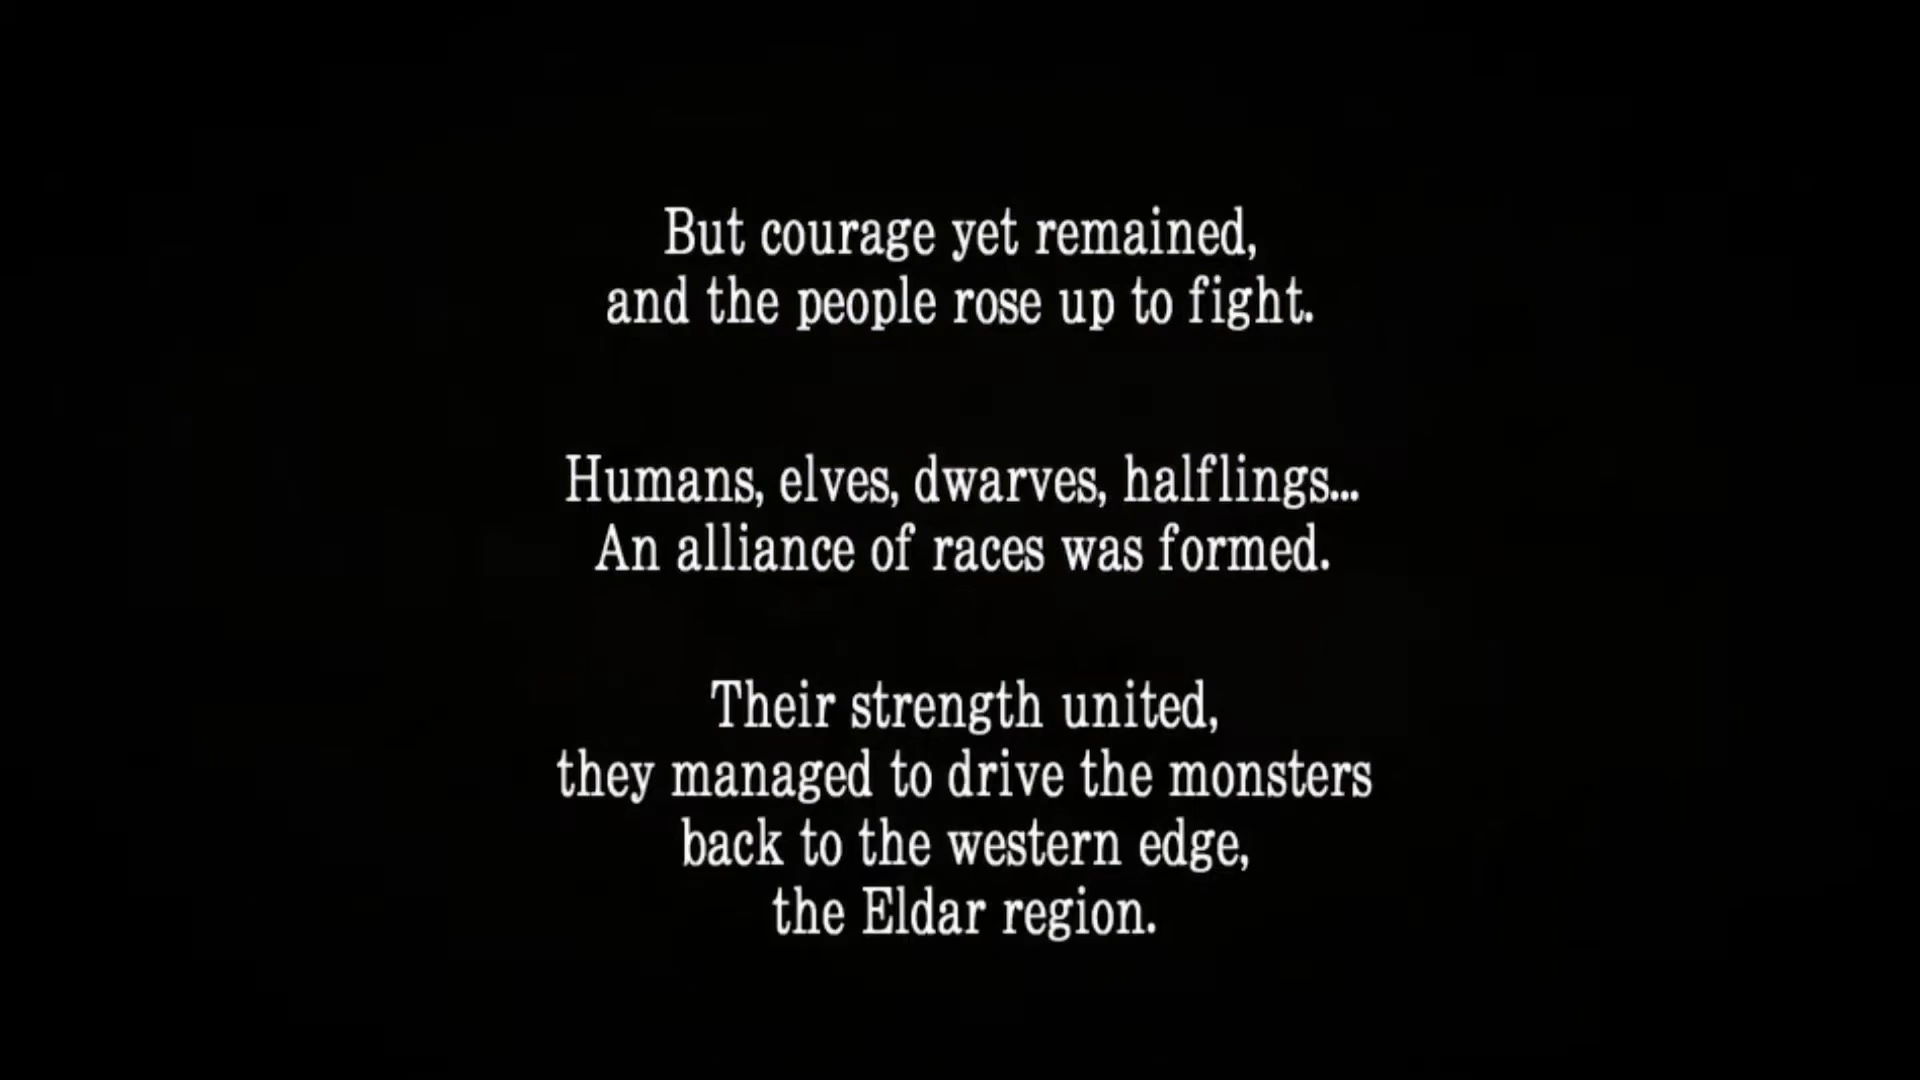 But courage yet remained,
and the people rose up to fight.
Humans, elves, dwarves, halflings...
An alliance of races was formed.
Their strength united,
they managed to drive the monsters
back to the western edge,
the Eldar region.